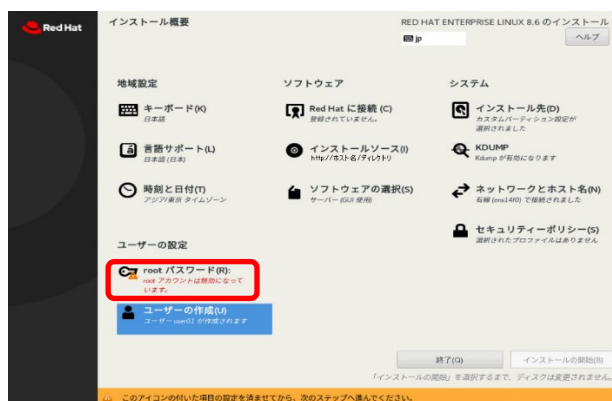 Red Hat
インストール概要
RED HAT ENTERPRISE LINUX 8.6 のインストール
jp
ヘルプ
地域設定
キーボード(K)
日本語
言語サポート(L)
日本語 (日本)
時刻と日付(T)
アジア/東京 タイムゾーン
ソフトウェア
Red Hat に接続 (C)
登録されていません。
インストールソース(I)
http://ホスト名/ディレクトリ
ソフトウェアの選択(S)
サーバー (GUI 使用)
システム
インストール先(D)
カスタムパーティション設定が
選択されました
KDUMP
Kdump が有効になります
ネットワークとホスト名(N)
有線 (ens14f0) で接続されました
セキュリティーポリシー(S)
選択されたプロファイルはありません
ユーザーの設定
root パスワード(R):
root アカウントは無効になって
います。
ユーザーの作成(U)
ユーザー user01 が作成されます
終了(Q)
インストールの開始(B)
「インストールの開始」を選択するまで、ディスクは変更されません。
このアイコンの付いた項目の設定を済ませてから、次のステップへ進んでください。